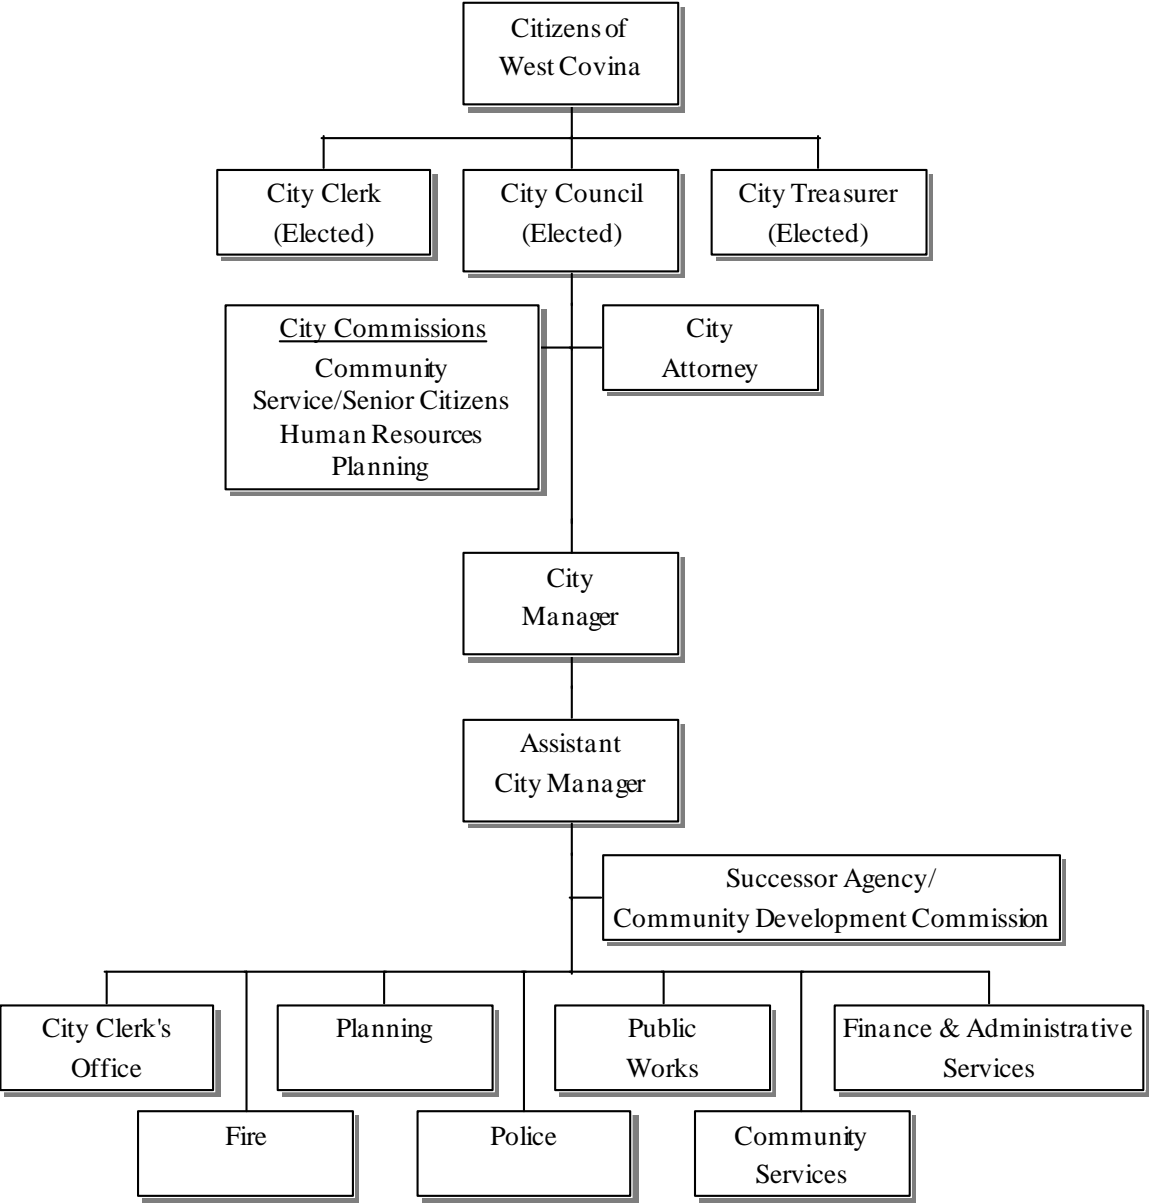 Citizens of
West Covina
City Clerk
(Elected)
City Council
(Elected)
City Treasurer
(Elected)
City Commissions
Community
Service/Senior Citizens
Human Resources
Planning
City
Attorney
City
Manager
Assistant
City Manager
Successor Agency/
Community Development Commission
City Clerk's
Office
Planning
Public
Works
Finance & Administrative
Services
Fire
Police
Community
Services